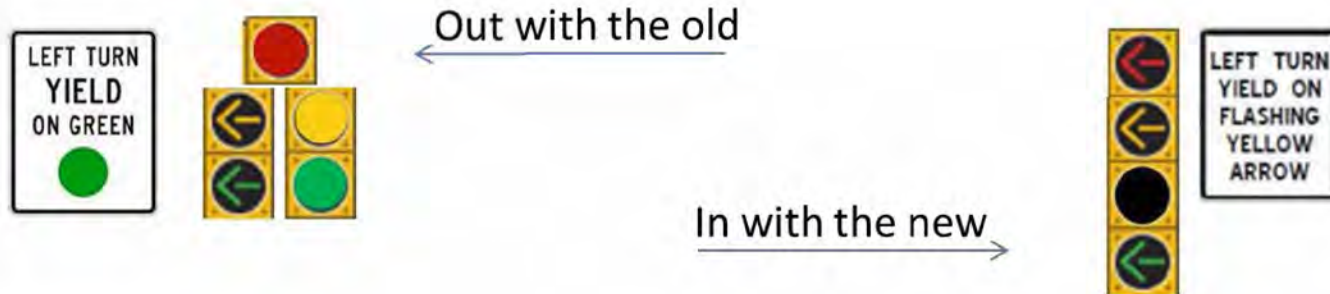 Out with the old
LEFT TURN
YIELD
ON GREEN
LEFT TURN
YIELD ON
FLASHING
YELLOW
ARROW
In with the new